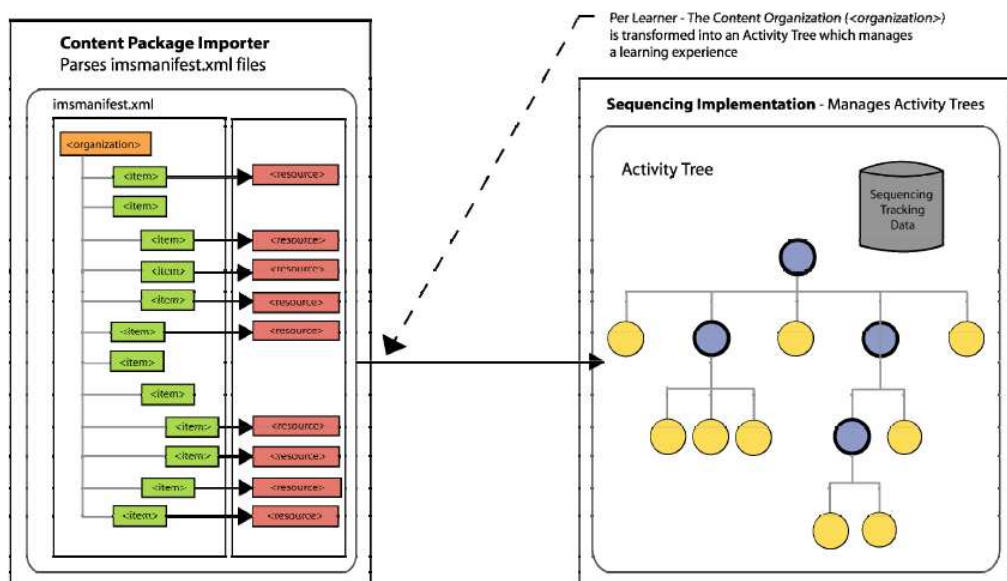 Per Learner - The Content Organization (<organization>)
is transformed into an Activity Tree which manages
a learning experience
Content Package Importer
Parses imsmanifest.xml files
imsmanifest.xml
<organization>
<item>
<resource>
<item>
<item>
<resource>
<item>
<resource>
<item>
<resource>
<item>
<resource>
<item>
<item>
<item>
<resource>
<item>
<resource>
<item>
<resource>
<item>
<resource>
Sequencing Implementation - Manages Activity Trees
Activity Tree
Sequencing
Tracking
Data